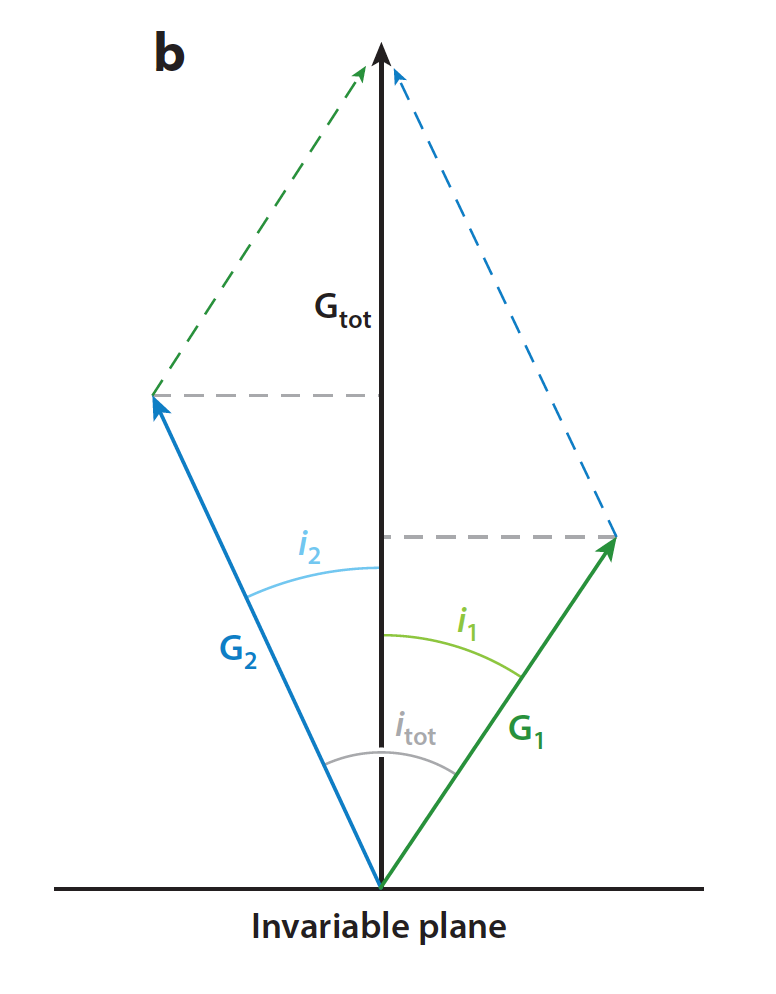 b
G_tot
i_2
i_1
G_2
i_tot
G_1
Invariable plane